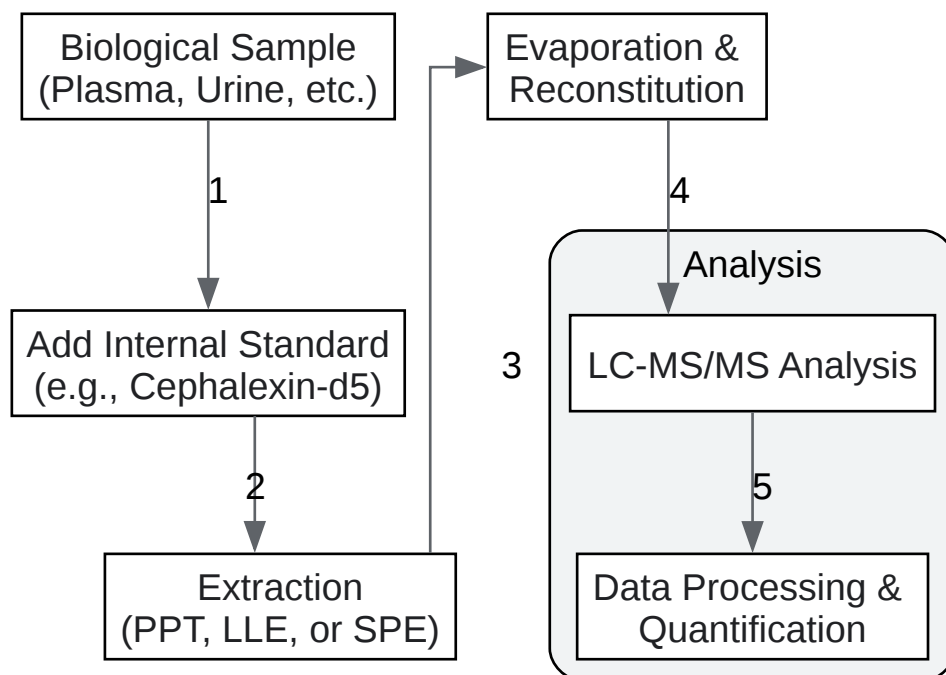 Biological Sample
(Plasma, Urine, etc.)
1
Add Internal Standard
(e.g., Cephalexin-d5)
2
Extraction
(PPT, LLE, or SPE)
3
Evaporation &
Reconstitution
4
Analysis
LC-MS/MS Analysis
5
Data Processing &
Quantification